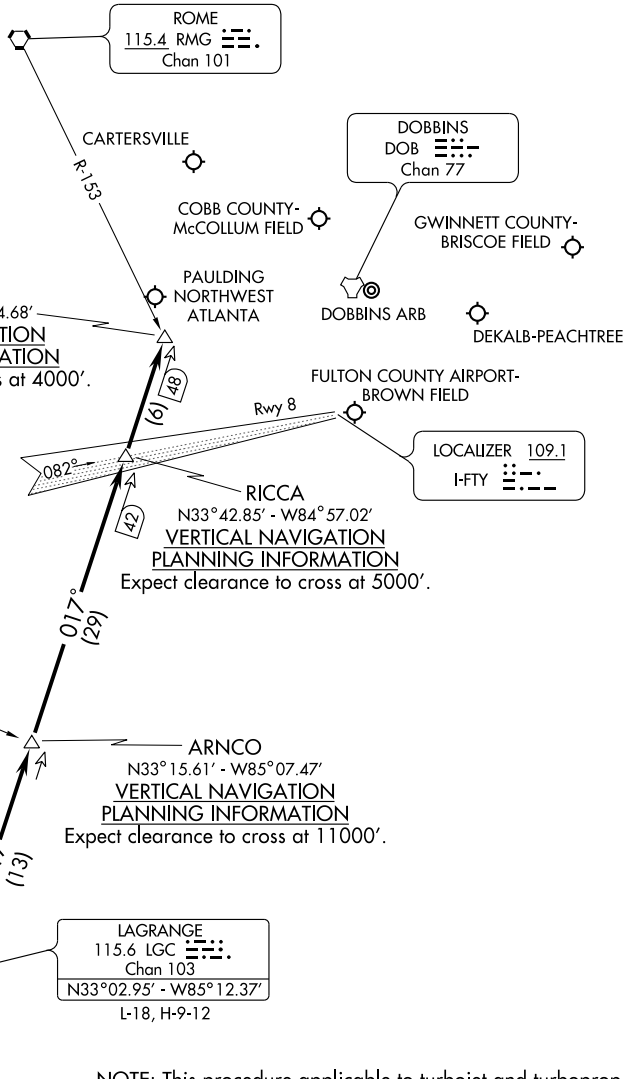 ROME
115.4 RMG
Chan 101
CARTERSVILLE
R-153
DOBBINS
DOB
Chan 77
COBB COUNTY-
McCOLLUM FIELD
GWINNETT COUNTY-
BRISCOE FIELD
PAULDING
NORTHWEST
ATLANTA
DOBBINS ARB
DEKALB-PEACHTREE
4.68'
at 4000'.
48
(6)
FULTON COUNTY AIRPORT-
BROWN FIELD
Rwy 8
LOCALIZER 109.1
I-FTY
082°
42
RICCA
N33°42.85' - W84°57.02'
VERTICAL NAVIGATION
PLANNING INFORMATION
Expect clearance to cross at 5000'.
017°
(29)
ARNCO
N33°15.61' - W85°07.47'
VERTICAL NAVIGATION
PLANNING INFORMATION
Expect clearance to cross at 11000'.
(13)
LAGRANGE
115.6 LGC
Chan 103
N33°02.95' - W85°12.37'
L-18, H-9-12
NOTE: This procedure applicable to turbojet and turboprop